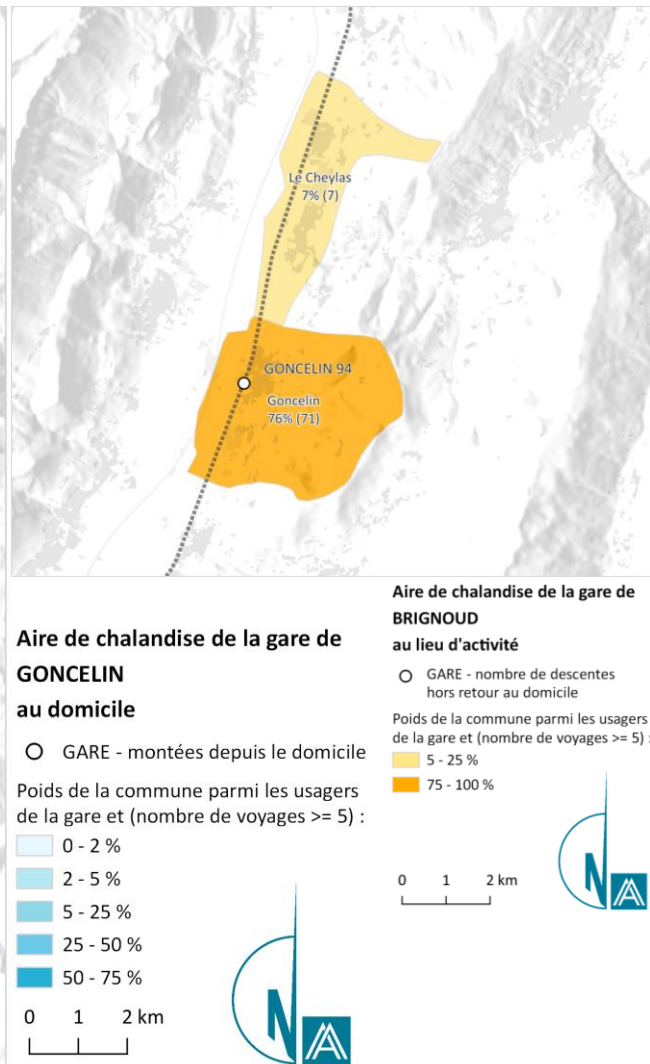 Le Cheylas
7% (7)
GONCELIN 94
Goncelin
76% (71)
Aire de chalandise de la gare de
GONCELIN
au domicile
GARE - montées depuis le domicile
Poids de la commune parmi les usagers
de la gare et (nombre de voyages >= 5) :
0 - 2 %
2 - 5 %
5 - 25 %
25 - 50 %
50 - 75 %
0 1 2 km
N
Aire de chalandise de la gare de
BRIGNOUD
au lieu d'activité
GARE - nombre de descentes
hors retour au domicile
Poids de la commune parmi les usagers
de la gare et (nombre de voyages >= 5) :
5 - 25 %
75 - 100 %
0 1 2 km
N